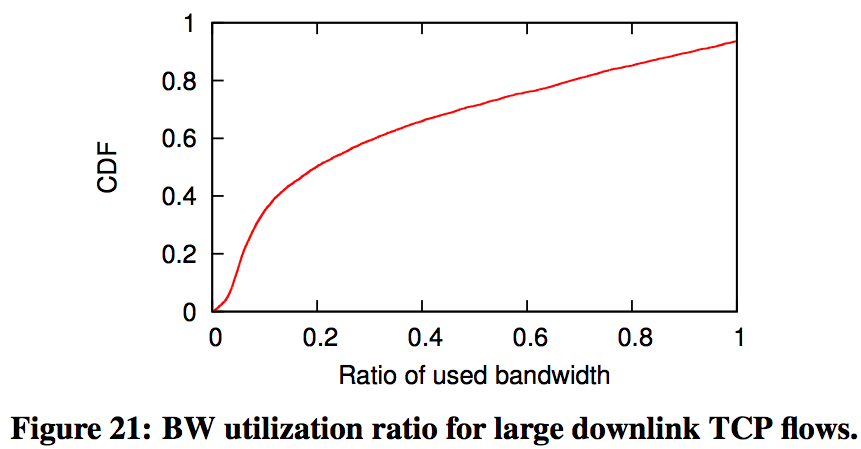 1
0.8
0.6
0.4
0.2
0
CDF
0 0.2 0.4 0.6 0.8 1
Ratio of used bandwidth
Figure 21: BW utilization ratio for large downlink TCP flows.